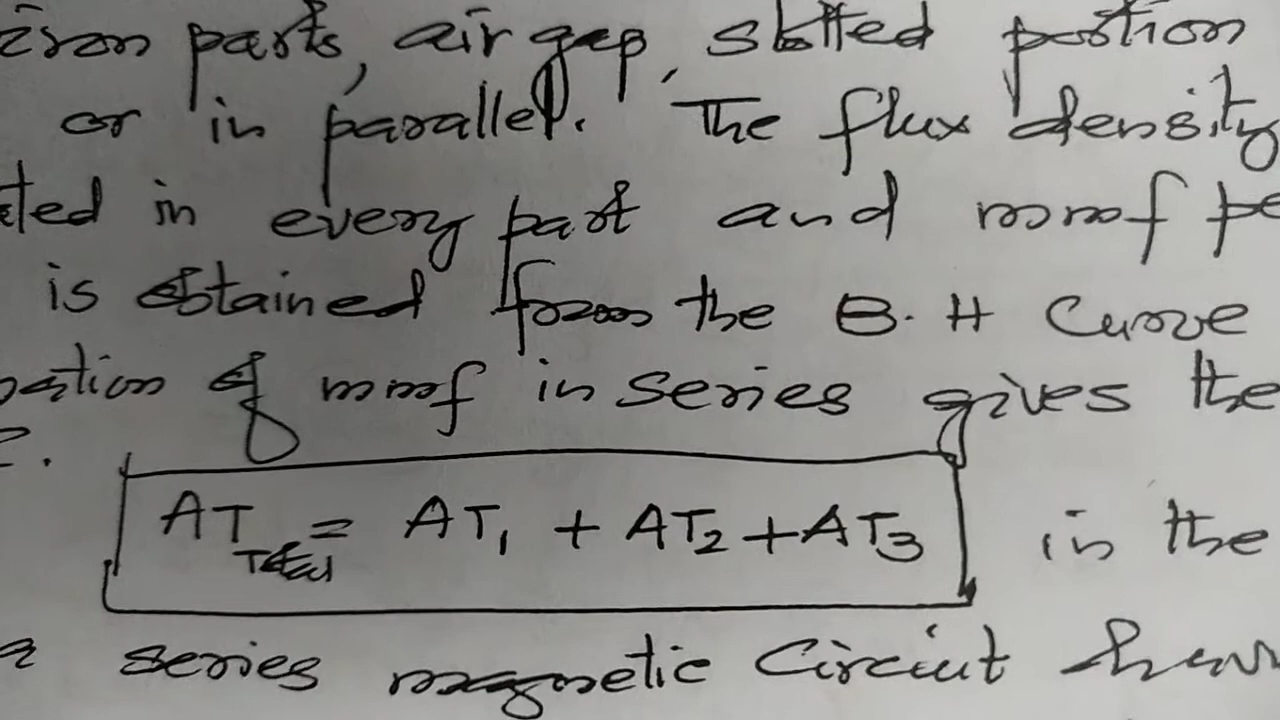 iron parts, air gap, slotted portion
or in parallel. The flux density
ted in every part and mmf pe
is obtained from the B.H Curve
ation of mmf in series gives the
AT Total = AT1 + AT2 + AT3 in the
series magnetic Circuit hav